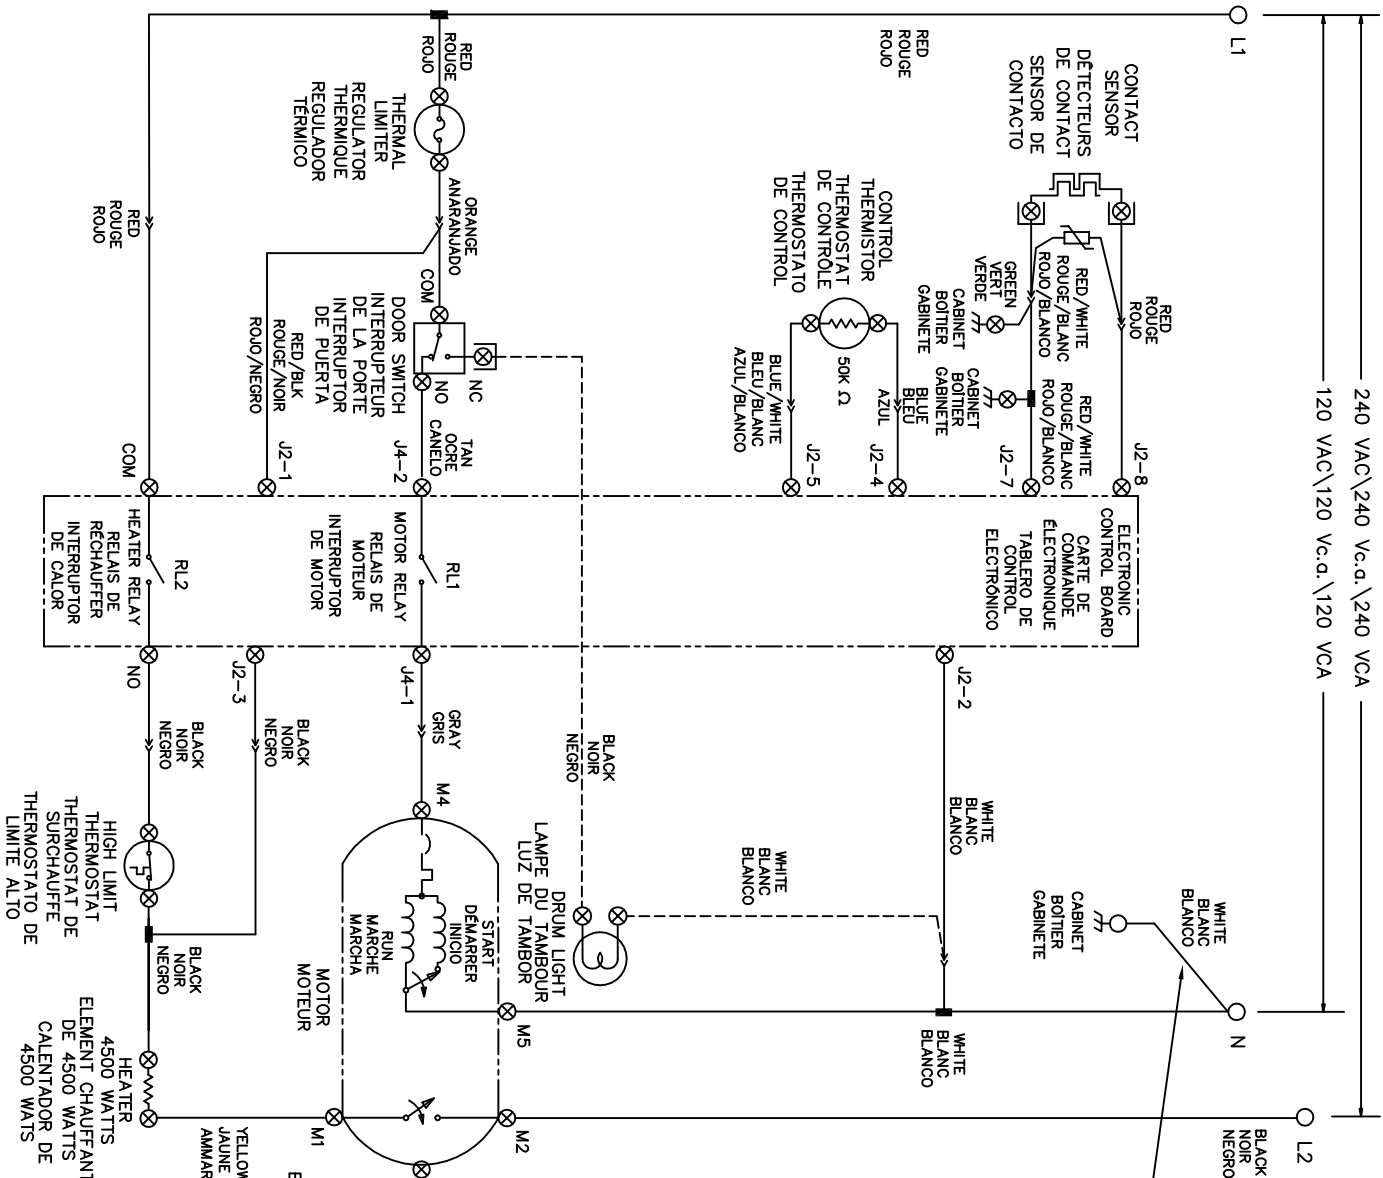 240 VAC\240 Vc.a.\240 VCA
120 VAC\120 Vc.a.\120 VCA
L1
N
L2
BLACK
NOIR
NEGRO
RED
ROUGE
ROJO
CONTACT
SENSOR
DÉTECTEURS
DE CONTACT
SENSOR DE
CONTACTO
RED
ROUGE
ROJO
RED/WHITE
ROUGE/BLANC
ROJO/BLANCO
GREEN
VERT
VERDE
CABINET
BOÎTIER
GABINETE
RED/WHITE
ROUGE/BLANC
ROJO/BLANCO
CABINET
BOÎTIER
GABINETE
J2-8
J2-7
CONTROL
THERMISTOR
THERMOSTAT
DE CONTRÔLE
THERMOSTATO
DE CONTROL
50K Ω
BLUE
BLEU
AZUL
BLUE/WHITE
BLEU/BLANC
AZUL/BLANCO
J2-4
J2-5
ELECTRONIC
CONTROL BOARD
CARTE DE
COMMANDE
ÉLECTRONIQUE
TABLERO DE
CONTROL
ELECTRÓNICO
J2-2
WHITE
BLANC
BLANCO
WHITE
BLANC
BLANCO
CABINET
BOÎTIER
GABINETE
WHITE
BLANC
BLANCO
WHITE
BLANC
BLANCO
RED
ROUGE
ROJO
THERMAL
LIMITER
REGULATOR
THERMIQUE
REGULADOR
TÉRMICO
ORANGE
ANARANJADO
COM
DOOR SWITCH
INTERRUPTEUR
DE LA PORTE
INTERRUPTOR
DE PUERTA
NC
NO
TAN
OCRE
CANELO
J4-2
RED/BLK
ROUGE/NOIR
ROJO/NEGRO
J2-1
RL1
MOTOR RELAY
RELAIS DE
MOTEUR
INTERRUPTOR
DE MOTOR
J4-1
GRAY
GRIS
M4
BLACK
NOIR
NEGRO
DRUM LIGHT
LAMPE DU TAMBOUR
LUZ DE TAMBOR
START
DÉMARRER
INICIO
RUN
MARCHE
MARCHA
MOTOR
MOTEUR
M5
M2
M1
RED
ROUGE
ROJO
COM
RL2
HEATER RELAY
RELAIS DE
RÉCHAUFFER
INTERRUPTOR
DE CALOR
NO
J2-3
BLACK
NOIR
NEGRO
BLACK
NOIR
NEGRO
HIGH LIMIT
THERMOSTAT
THERMOSTAT DE
SURCHAUFFE
THERMOSTATO DE
LIMITE ALTO
BLACK
NOIR
NEGRO
HEATER
4500 WATTS
ELEMENT CHAUFFANT
DE 4500 WATTS
CALENTADOR DE
4500 WATS
YELLOW
JAUNE
AMMAR